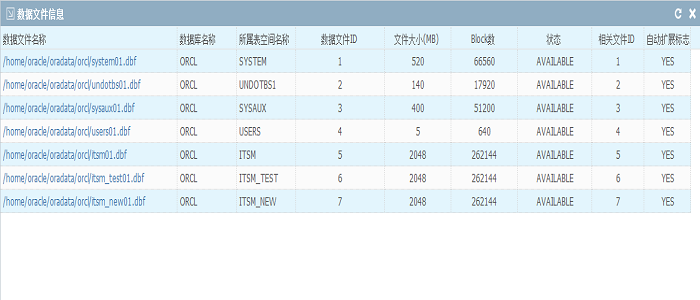 数据文件信息
数据文件名称 数据库名称 所属表空间名称 数据文件ID 文件大小(MB) Block数 状态 相关文件ID 自动扩展标志
/home/oracle/oradata/orcl/system01.dbf ORCL SYSTEM 1 520 66560 AVAILABLE 1 YES
/home/oracle/oradata/orcl/undotbs01.dbf ORCL UNDOTBS1 2 140 17920 AVAILABLE 2 YES
/home/oracle/oradata/orcl/sysaux01.dbf ORCL SYSAUX 3 400 51200 AVAILABLE 3 YES
/home/oracle/oradata/orcl/users01.dbf ORCL USERS 4 5 640 AVAILABLE 4 YES
/home/oracle/oradata/orcl/itsm01.dbf ORCL ITSM 5 2048 262144 AVAILABLE 5 YES
/home/oracle/oradata/orcl/itsm_test01.dbf ORCL ITSM_TEST 6 2048 262144 AVAILABLE 6 YES
/home/oracle/oradata/orcl/itsm_new01.dbf ORCL ITSM_NEW 7 2048 262144 AVAILABLE 7 YES